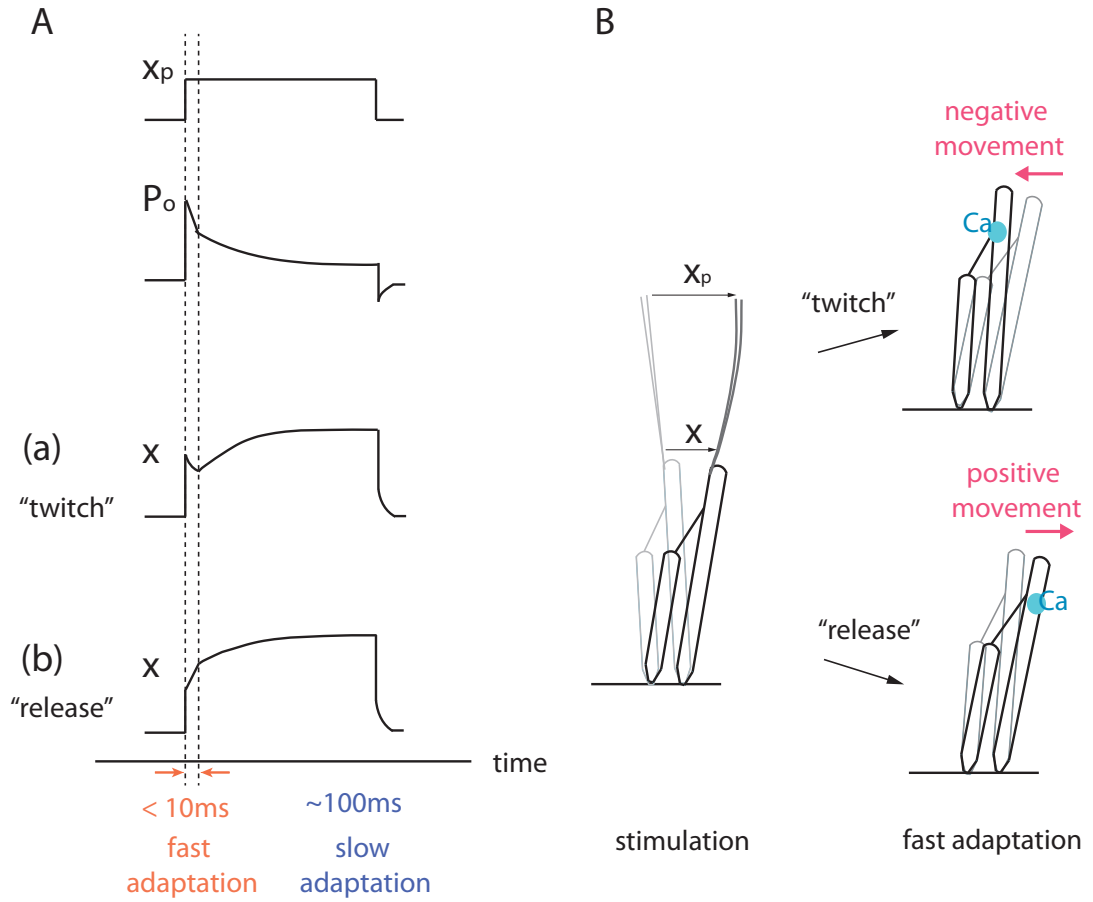 A
xp
Po
(a)
x
"twitch"
(b)
x
"release"
time
< 10ms
fast
adaptation
~100ms
slow
adaptation
B
negative
movement
Ca
xp
"twitch"
x
positive
movement
Ca
"release"
stimulation
fast adaptation